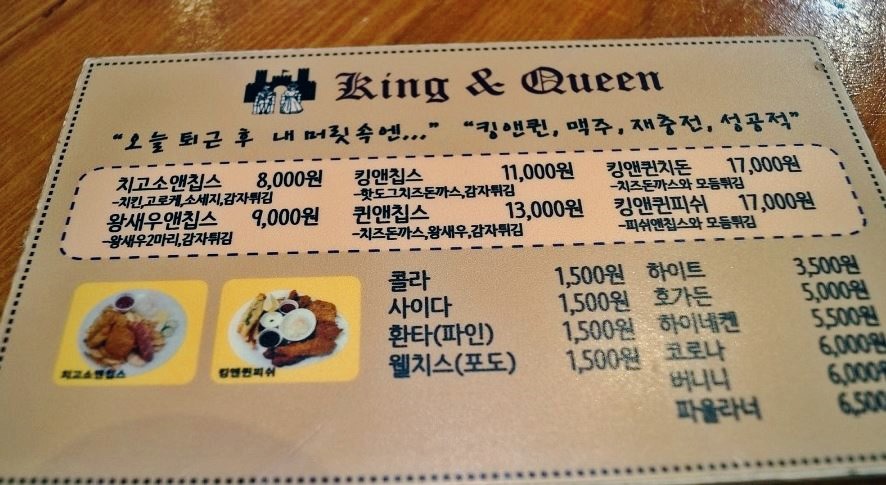 King & Queen
“오늘 퇴근 후 내 머릿속엔...” “킹앤퀸, 맥주, 재충전, 성공적”
치고소앤칩스 8,000원 킹앤칩스 11,000원 킹앤퀸치돈 17,000원
-치킨,고로케,소세지,감자튀김 -핫도그치즈돈까스,감자튀김 -치즈돈까스와 모듬튀김
왕새우앤칩스 9,000원 퀸앤칩스 13,000원 킹앤퀸피쉬 17,000원
-왕새우2마리,감자튀김 -치즈돈까스,왕새우,감자튀김 -피쉬앤칩스와 모듬튀김
치고소앤칩스
킹앤퀸피쉬
콜라 1,500원
사이다 1,500원
환타(파인) 1,500원
웰치스(포도) 1,500원
하이트 3,500원
호가든 5,000원
하이네켄 5,500원
코로나 6,000원
버니니 6,000원
파울라너 6,500